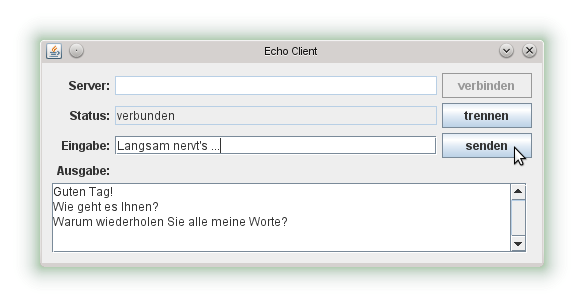 Echo Client
Server: verbinden
Status: verbunden trennen
Eingabe: Langsam nervt's ... senden
Ausgabe:
Guten Tag!
Wie geht es Ihnen?
Warum wiederholen Sie alle meine Worte?